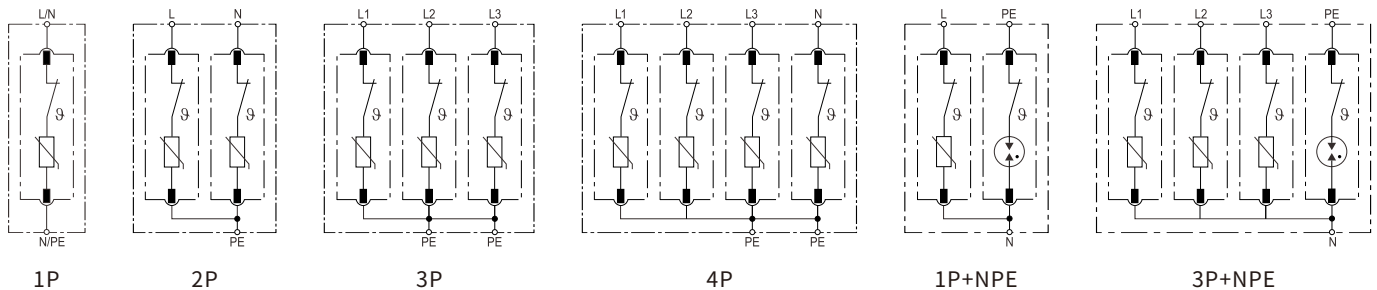 L/N L N L1 L2 L3 L1 L2 L3 N L PE L1 L2 L3 PE
ϑ ϑ ϑ ϑ ϑ ϑ ϑ ϑ ϑ ϑ ϑ ϑ ϑ ϑ ϑ ϑ
N/PE PE PE PE PE PE N N
1P 2P 3P 4P 1P+NPE 3P+NPE